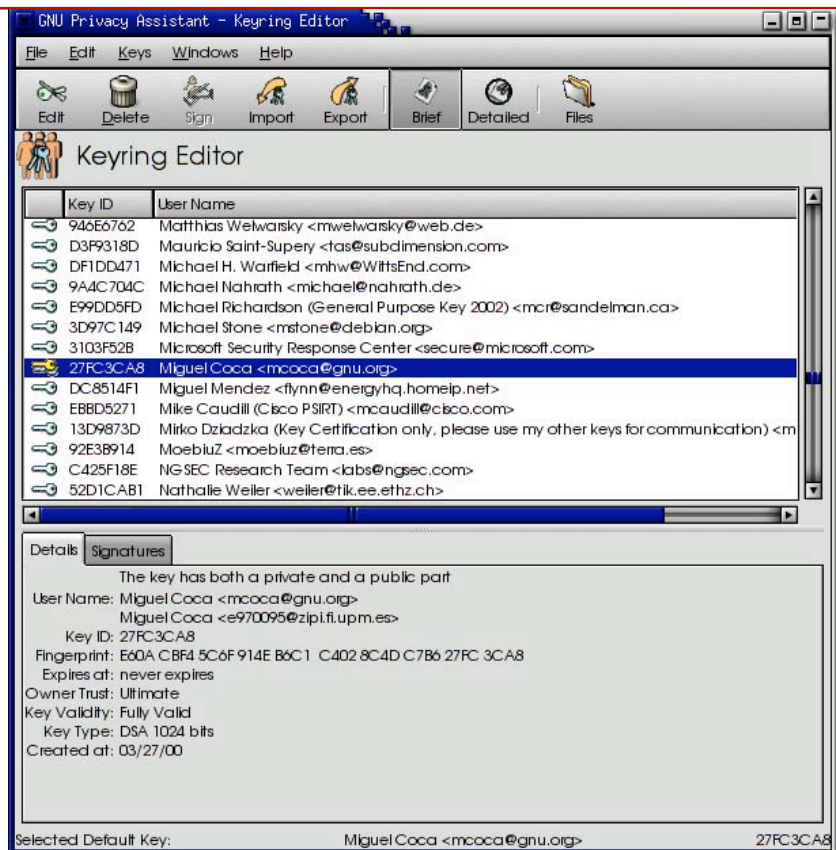 GNU Privacy Assistant - Keyring Editor
File Edit Keys Windows Help
Edit Delete Sign Import Export Brief Detailed Files
Keyring Editor
Key ID User Name
946E6762 Matthias Welwarsky <mwelwarsky@web.de>
D3F9318D Mauricio Saint-Supery <tas@subdimension.com>
DF1DD471 Michael H. Warfield <mhw@WittsEnd.com>
9A4C704C Michael Nahrath <michael@nahrath.de>
E99DD5FD Michael Richardson (General Purpose Key 2002) <mcr@sandelman.ca>
3D97C149 Michael Stone <mstone@debian.org>
3103F52B Microsoft Security Response Center <secure@microsoft.com>
27FC3CA8 Miguel Coca <mcoca@gnu.org>
DC8514F1 Miguel Mendez <flynn@energyhq.homeip.net>
EBBD5271 Mike Caudill (Cisco PSIRT) <mcaudill@cisco.com>
13D9873D Mirko Dziadzka (Key Certification only, please use my other keys for communication) <m
92E3B914 MoebiuZ <moebiuz@terra.es>
C425F18E NGSEC Research Team <labs@ngsec.com>
52D1CAB1 Nathalie Weiler <weiler@tik.ee.ethz.ch>
Details Signatures
The key has both a private and a public part
User Name: Miguel Coca <mcoca@gnu.org>
Miguel Coca <e970095@zipi.fi.upm.es>
Key ID: 27FC3CA8
Fingerprint: E60A CBF4 5C6F 914E B6C1 C402 8C4D C7B6 27FC 3CA8
Expires at: never expires
Owner Trust: Ultimate
Key Validity: Fully Valid
Key Type: DSA 1024 bits
Created at: 03/27/00
Selected Default Key: Miguel Coca <mcoca@gnu.org> 27FC3CA8